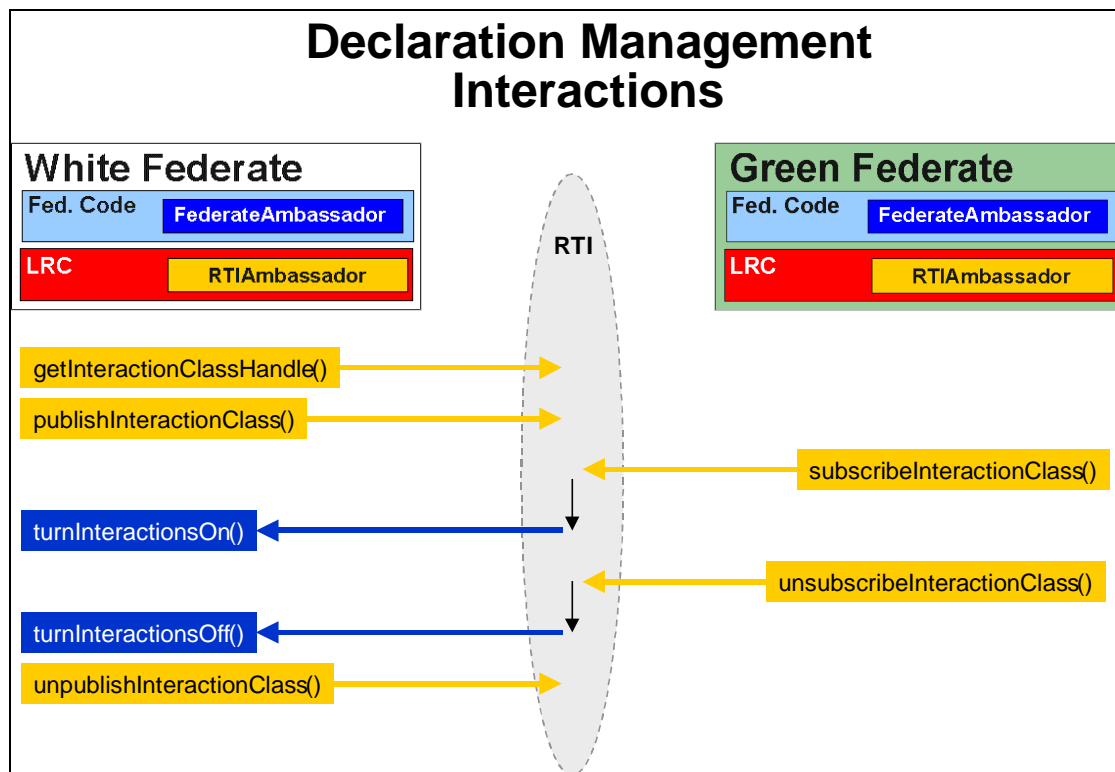 Declaration Management
Interactions
White Federate
Fed. Code
FederateAmbassador
LRC
RTIAmbassador
RTI
Green Federate
Fed. Code
FederateAmbassador
LRC
RTIAmbassador
getInteractionClassHandle()
publishInteractionClass()
subscribeInteractionClass()
turnInteractionsOn()
unsubscribeInteractionClass()
turnInteractionsOff()
unpublishInteractionClass()